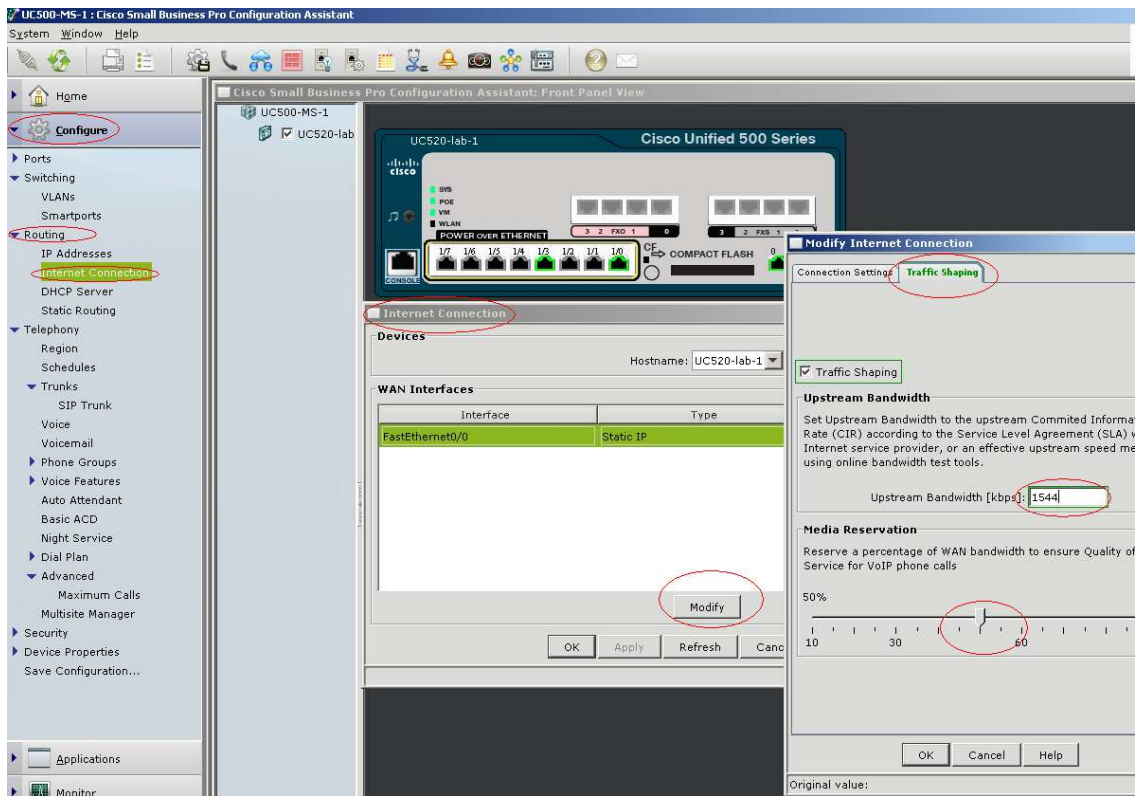 UC500-MS-1 : Cisco Small Business Pro Configuration Assistant
System Window Help
Home
Configure
Ports
Switching
VLANs
Smartports
Routing
IP Addresses
Internet Connection
DHCP Server
Static Routing
Telephony
Region
Schedules
Trunks
SIP Trunk
Voice
Voicemail
Phone Groups
Voice Features
Auto Attendant
Basic ACD
Night Service
Dial Plan
Advanced
Maximum Calls
Multisite Manager
Security
Device Properties
Save Configuration...
Applications
Monitor
Cisco Small Business Pro Configuration Assistant: Front Panel View
UC500-MS-1
UC520-lab
UC520-lab-1
Cisco Unified 500 Series
cisco
SYS
POE
VM
WLAN
POWER OVER ETHERNET
3 2 FXO 1 0
3 2 FXS 1
1/7 1/6 1/5 1/4 1/3 1/2 1/1 1/0
CF
COMPACT FLASH
0
CONSOLE
Internet Connection
Devices
Hostname: UC520-lab-1
WAN Interfaces
Interface Type
FastEthernet0/0 Static IP
Modify
OK Apply Refresh Canc
Modify Internet Connection
Connection Settings Traffic Shaping
Traffic Shaping
Upstream Bandwidth
Set Upstream Bandwidth to the upstream Commited Informa
Rate (CIR) according to the Service Level Agreement (SLA) w
Internet service provider, or an effective upstream speed me
using online bandwidth test tools.
Upstream Bandwidth [kbps]: 1544
Media Reservation
Reserve a percentage of WAN bandwidth to ensure Quality of
Service for VoIP phone calls
50%
10 30 60
OK Cancel Help
Original value: